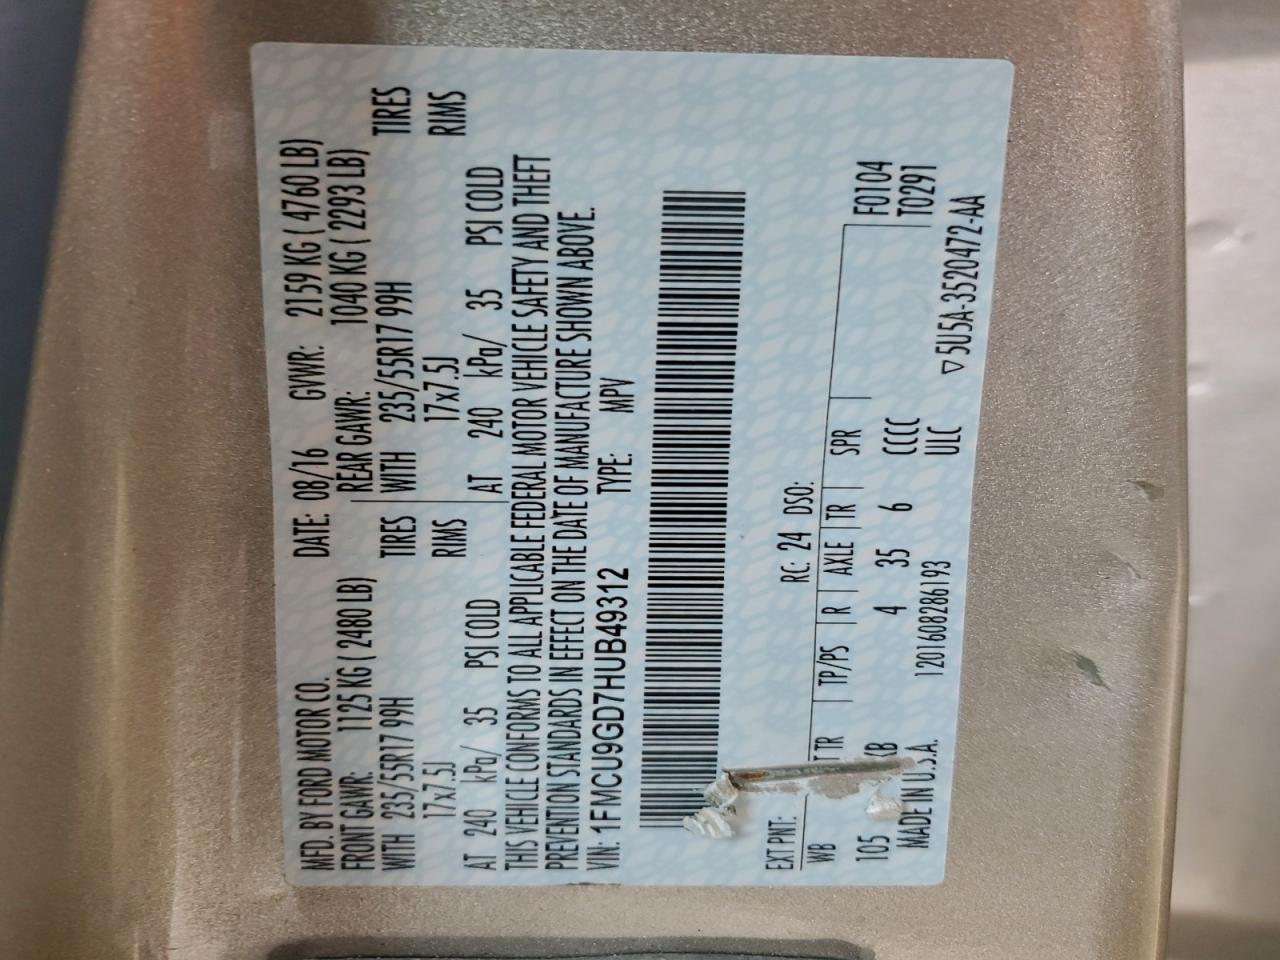 MFD. BY FORD MOTOR CO. DATE: 08/16 GVWR: 2159 KG ( 4760 LB)
FRONT GAWR: 1125 KG ( 2480 LB) REAR GAWR: 1040 KG ( 2293 LB)
WITH 235/55R17 99H TIRES WITH 235/55R17 99H TIRES
17x7.5J RIMS 17x7.5J RIMS
AT 240 kPa/ 35 PSI COLD AT 240 kPa/ 35 PSI COLD
THIS VEHICLE CONFORMS TO ALL APPLICABLE FEDERAL MOTOR VEHICLE SAFETY AND THEFT
PREVENTION STANDARDS IN EFFECT ON THE DATE OF MANUFACTURE SHOWN ABOVE.
VIN: 1FMCU9GD7HUB49312 TYPE: MPV
EXT PNT: RC: 24 DSO:
WB TR TP/PS R AXLE TR SPR F0104
105 KB 4 35 6 CCCC T0291
MADE IN U.S.A. 1201608286193 ULC
▽5U5A-3520472-AA